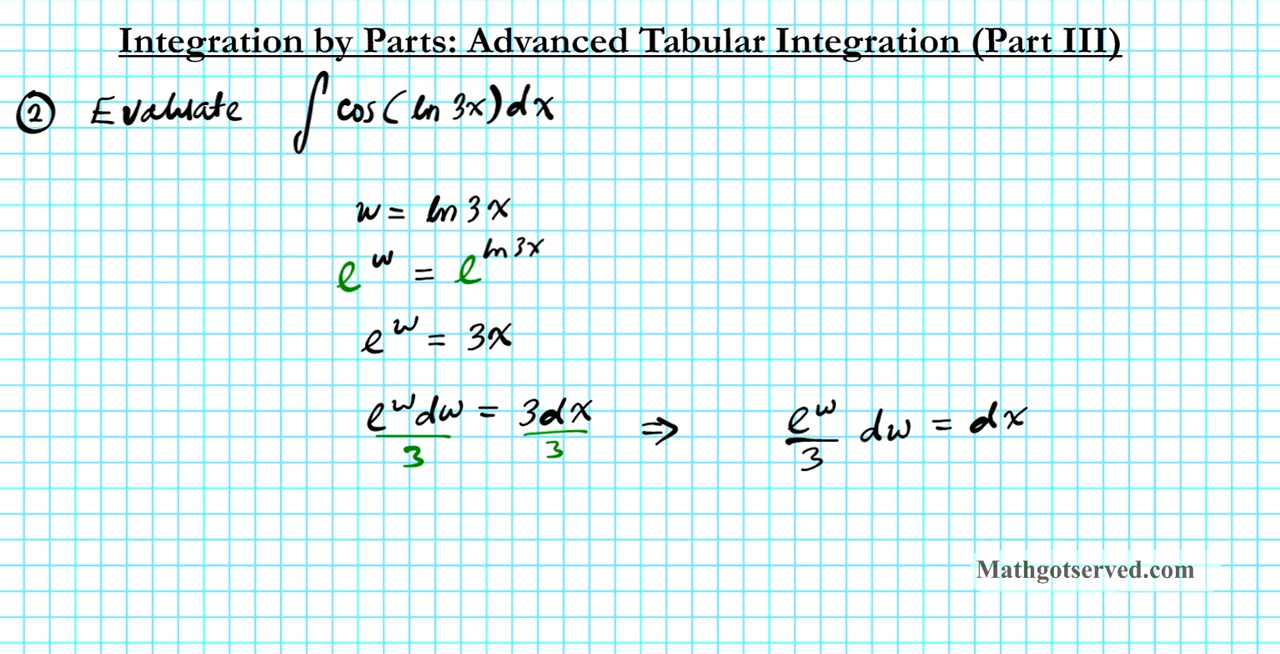 Integration by Parts: Advanced Tabular Integration (Part III)
② Evaluate ∫ cos(ln 3x)dx
w = ln 3x
e^w = e^{ln 3x}
e^w = 3x
e^w dw / 3 = 3dx / 3 ⇒ e^w / 3 dw = dx
Mathgotserved.com